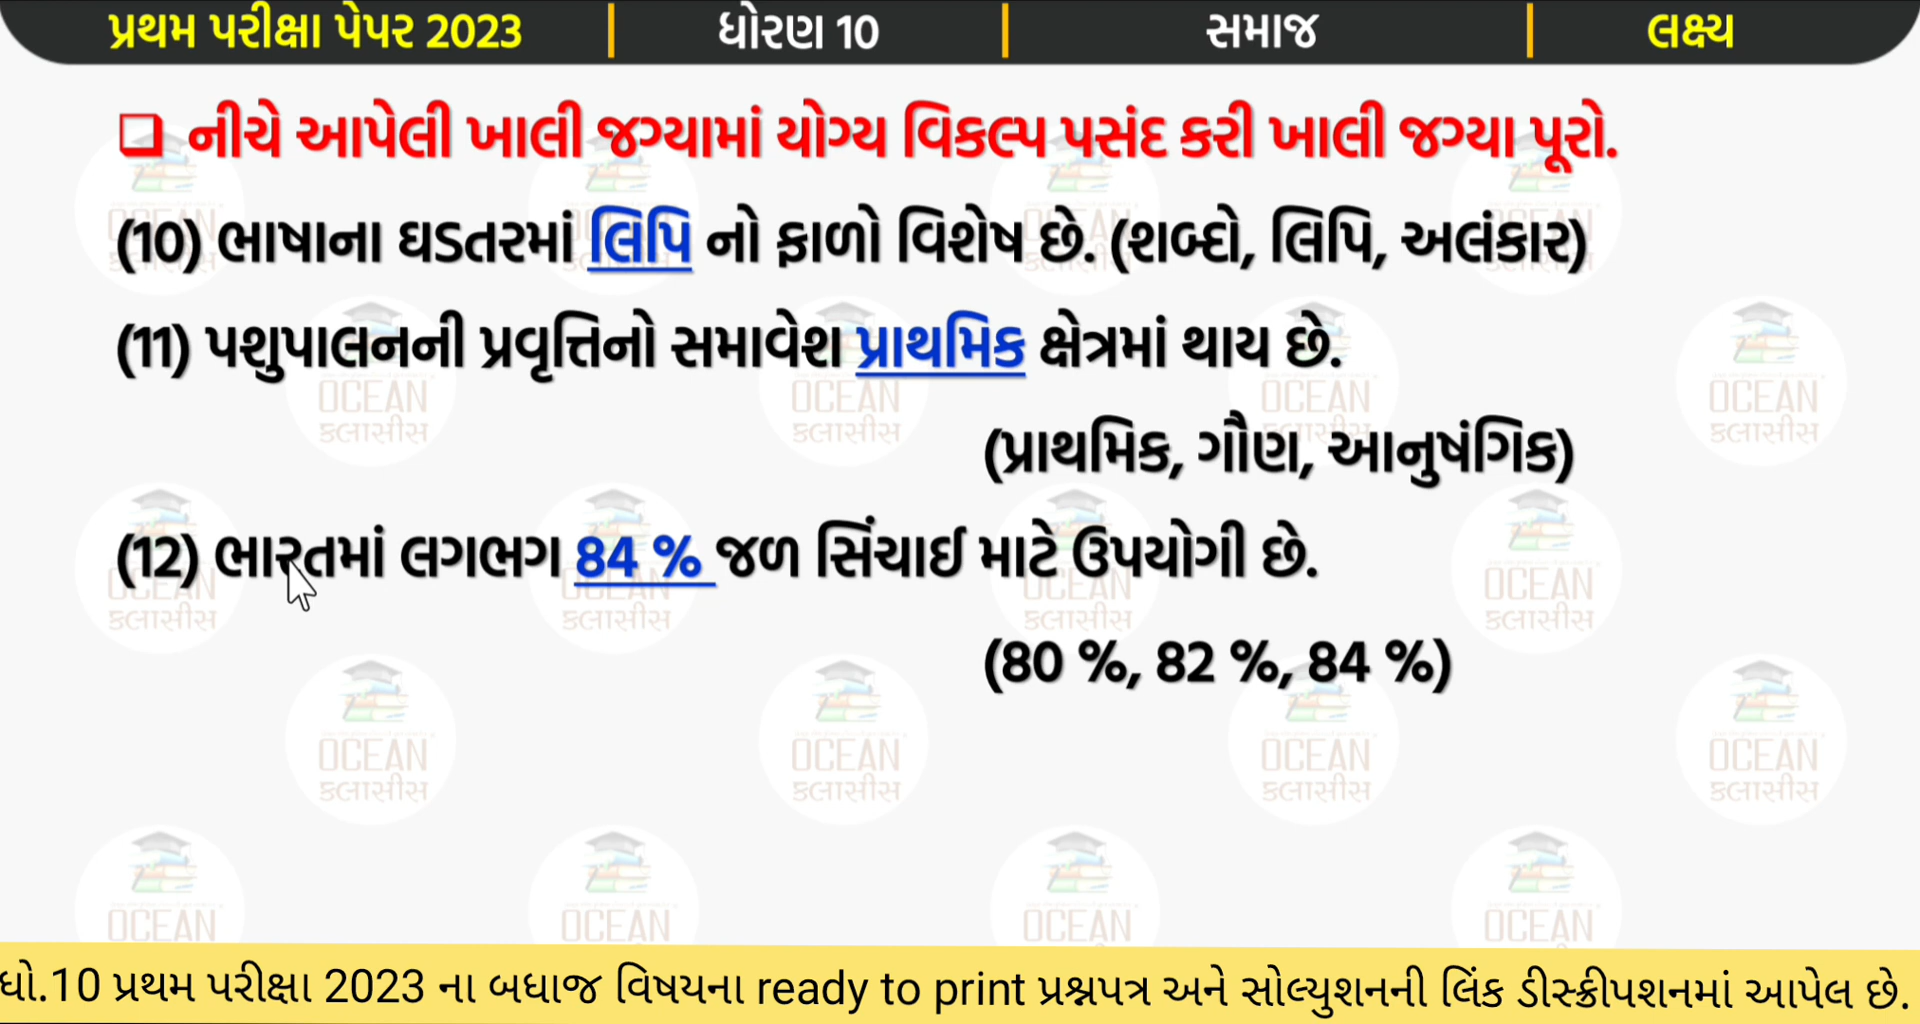 પ્રથમ પરીક્ષા પેપર 2023 | ધોરણ 10 | સમાજ | લક્ષ્ય
❑ નીચે આપેલી ખાલી જગ્યામાં યોગ્ય વિકલ્પ પસંદ કરી ખાલી જગ્યા પૂરો.
(10) ભાષાના ઘડતરમાં લિપિ નો ફાળો વિશેષ છે. (શબ્દો, લિપિ, અલંકાર)
(11) પશુપાલનની પ્રવૃત્તિનો સમાવેશ પ્રાથમિક ક્ષેત્રમાં થાય છે.
(પ્રાથમિક, ગૌણ, આનુષંગિક)
(12) ભારતમાં લગભગ 84 % જળ સિંચાઈ માટે ઉપયોગી છે.
(80 %, 82 %, 84 %)
OCEAN
કલાસીસ
ધો.10 પ્રથમ પરીક્ષા 2023 ના બધાજ વિષયના ready to print પ્રશ્નપત્ર અને સોલ્યુશનની લિંક ડીસ્ક્રીપશનમાં આપેલ છે.